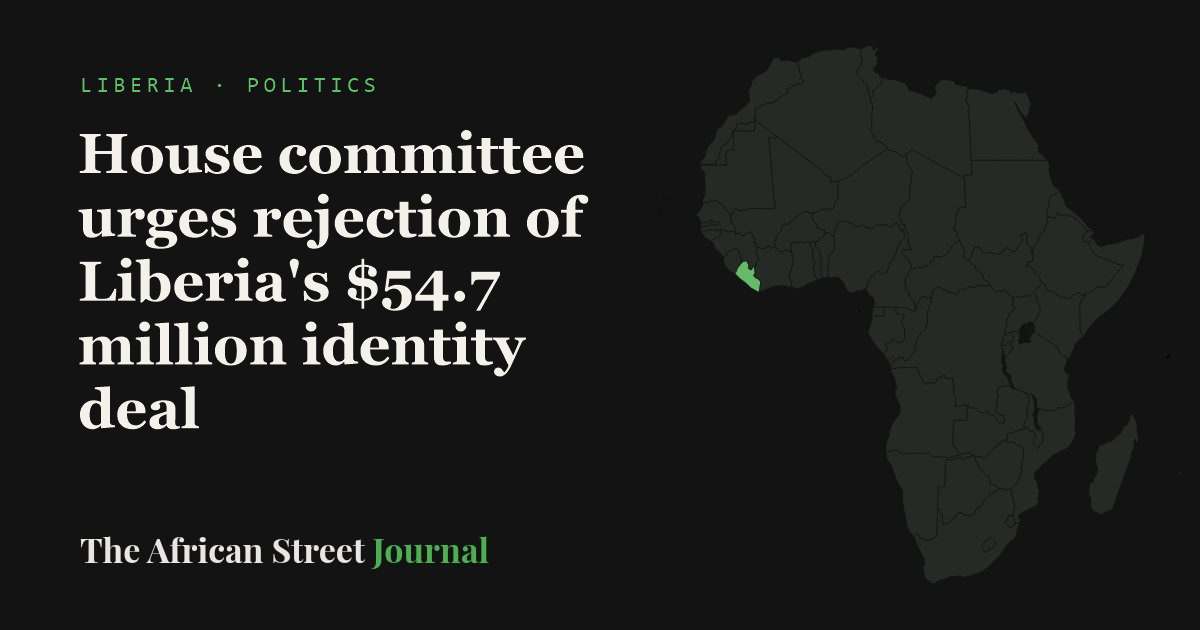 LIBERIA · POLITICS
House committee
urges rejection of
Liberia's $54.7
million identity
deal
The African Street Journal